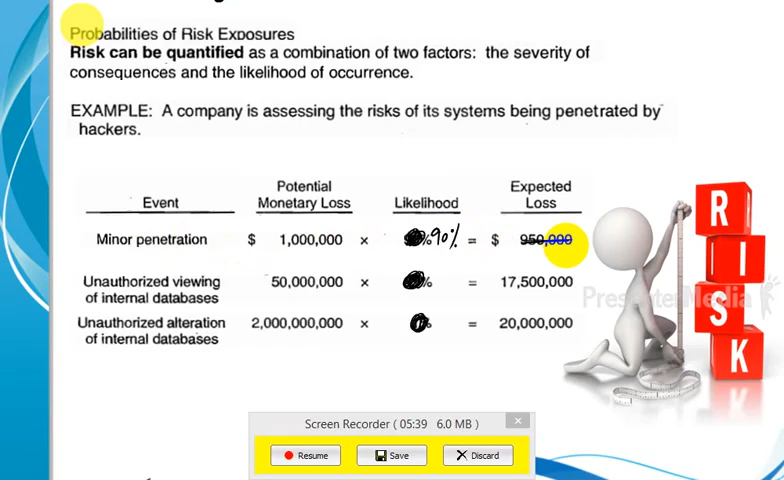 Probabilities of Risk Exposures
Risk can be quantified as a combination of two factors: the severity of
consequences and the likelihood of occurrence.
EXAMPLE: A company is assessing the risks of its systems being penetrated by
hackers.
Event Potential Monetary Loss Likelihood Expected Loss
Minor penetration $ 1,000,000 × % 90% = $ 950,000
Unauthorized viewing of internal databases 50,000,000 × % = 17,500,000
Unauthorized alteration of internal databases 2,000,000,000 × % = 20,000,000
PresenterMedia
R
I
S
K
Screen Recorder ( 05:39 6.0 MB )
Resume Save Discard